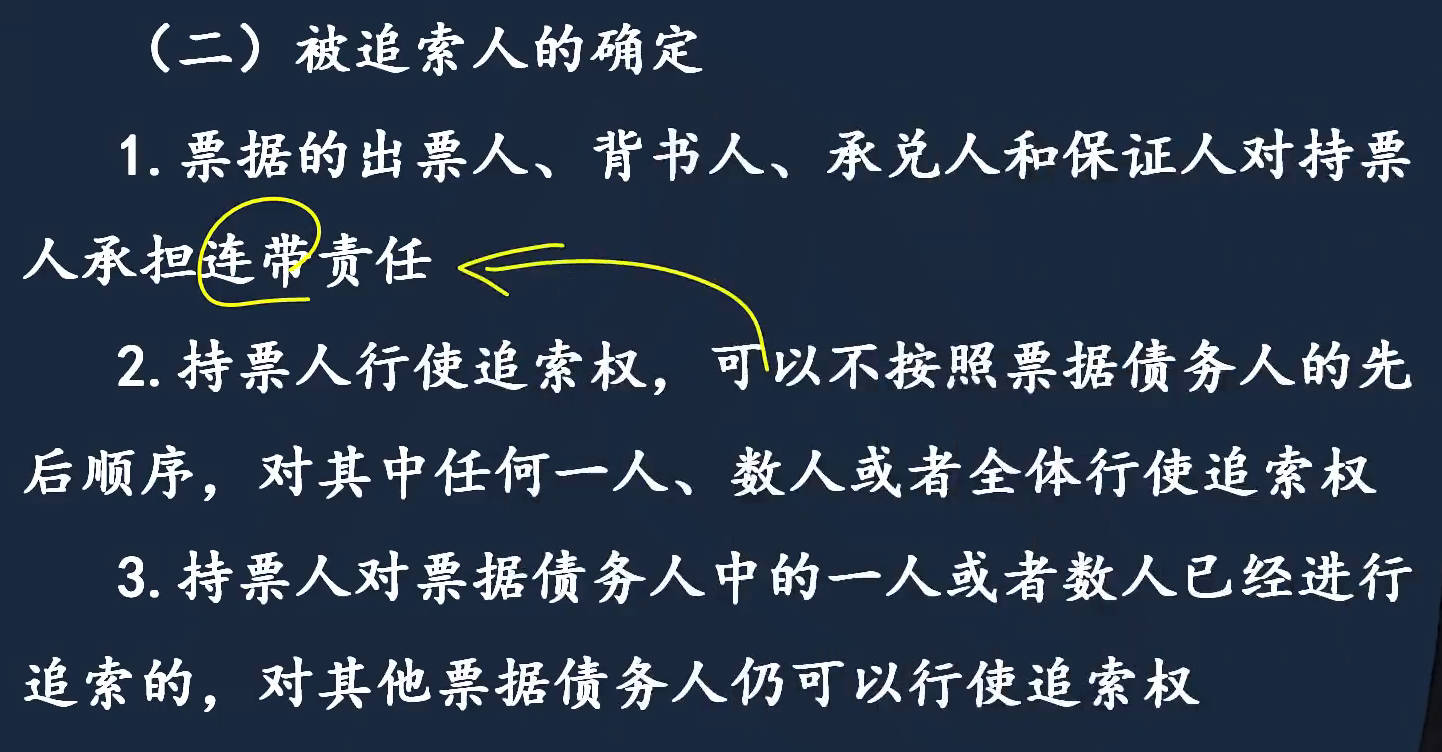 （二）被追索人的确定
1.票据的出票人、背书人、承兑人和保证人对持票
人承担连带责任
2.持票人行使追索权，可以不按照票据债务人的先
后顺序，对其中任何一人、数人或者全体行使追索权
3.持票人对票据债务人中的一人或者数人已经进行
追索的，对其他票据债务人仍可以行使追索权